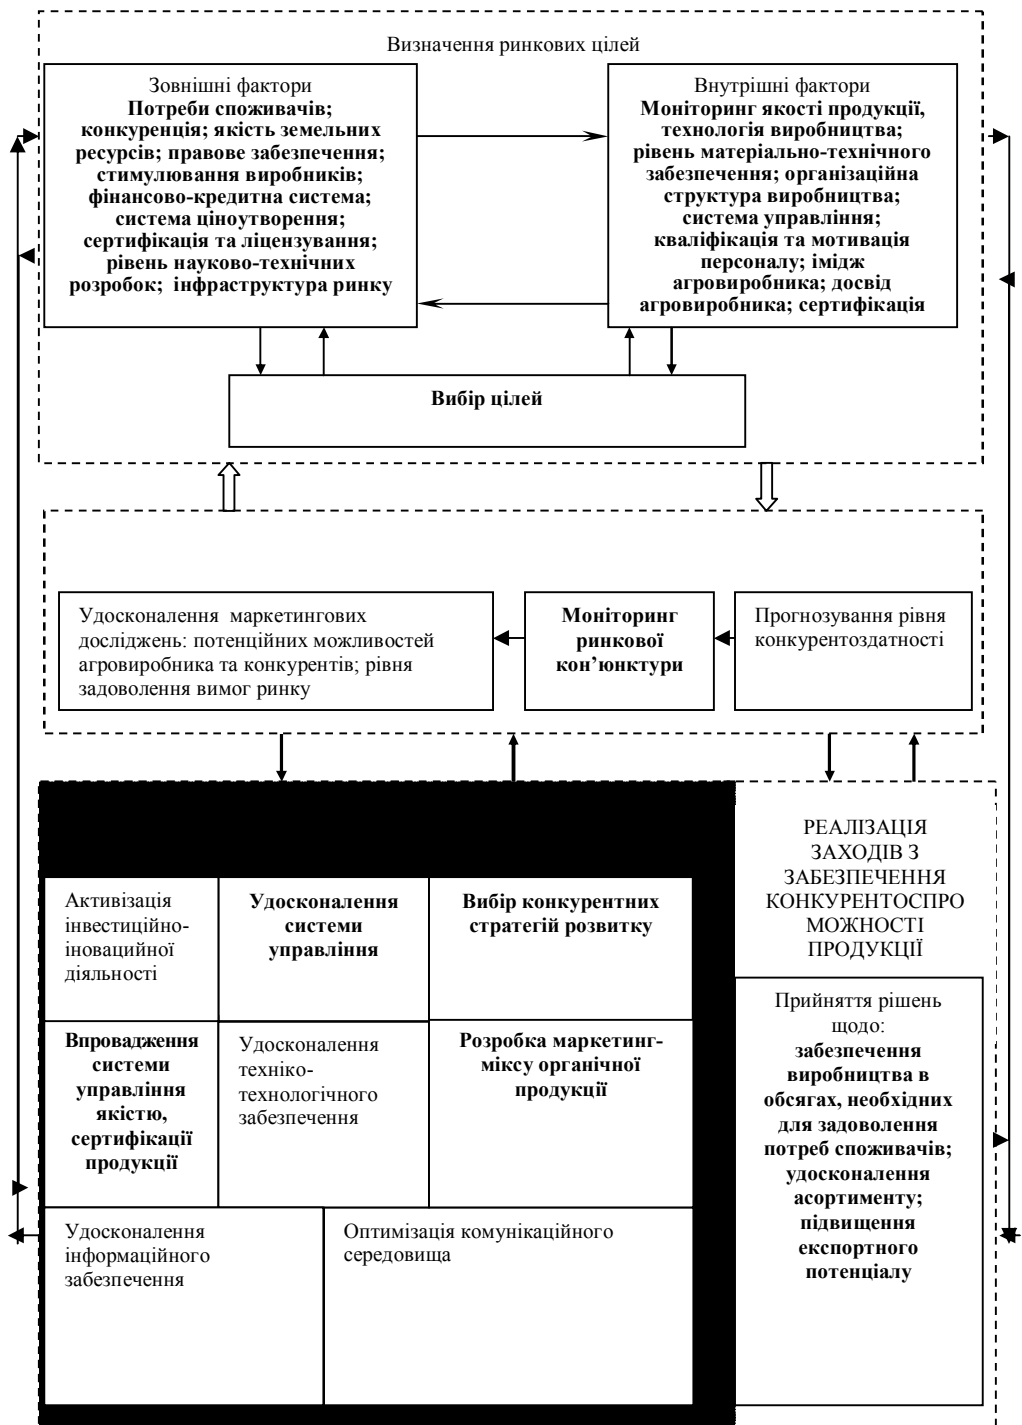 Визначення ринкових цілей
Зовнішні фактори
Потреби споживачів;
конкуренція; якість земельних
ресурсів; правове забезпечення;
стимулювання виробників;
фінансово-кредитна система;
система ціноутворення;
сертифікація та ліцензування;
рівень науково-технічних
розробок; інфраструктура ринку
Внутрішні фактори
Моніторинг якості продукції,
технологія виробництва;
рівень матеріально-технічного
забезпечення; організаційна
структура виробництва;
система управління;
кваліфікація та мотивація
персоналу; імідж
агровиробника; досвід
агровиробника; сертифікація
Вибір цілей
Удосконалення маркетингових
досліджень: потенційних можливостей
агровиробника та конкурентів; рівня
задоволення вимог ринку
Моніторинг
ринкової
кон’юнктури
Прогнозування рівня
конкурентоздатності
РЕАЛІЗАЦІЯ
ЗАХОДІВ З
ЗАБЕЗПЕЧЕННЯ
КОНКУРЕНТОСПРО
МОЖНОСТІ
ПРОДУКЦІЇ
Активізація
інвестиційно-
іновацийної
діяльності
Удосконалення
системи
управління
Вибір конкурентних
стратегій розвитку
Впровадження
системи
управління
якістю,
сертифікації
продукції
Удосконалення
техніко-
технологічного
забезпечення
Розробка маркетинг-
міксу органічної
продукції
Удосконалення
інформаційного
забезпечення
Оптимізація комунікаційного
середовища
Прийняття рішень
щодо:
забезпечення
виробництва в
обсягах, необхідних
для задоволення
потреб споживачів;
удосконалення
асортименту;
підвищення
експортного
потенціалу